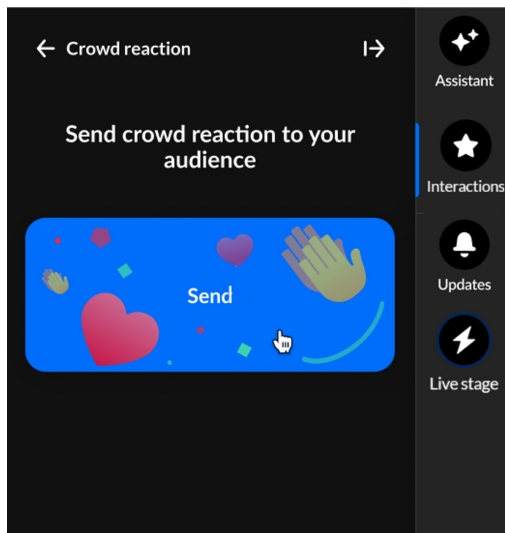 Crowd reaction
Send crowd reaction to your
audience
Send
Assistant
Interactions
Updates
Live stage